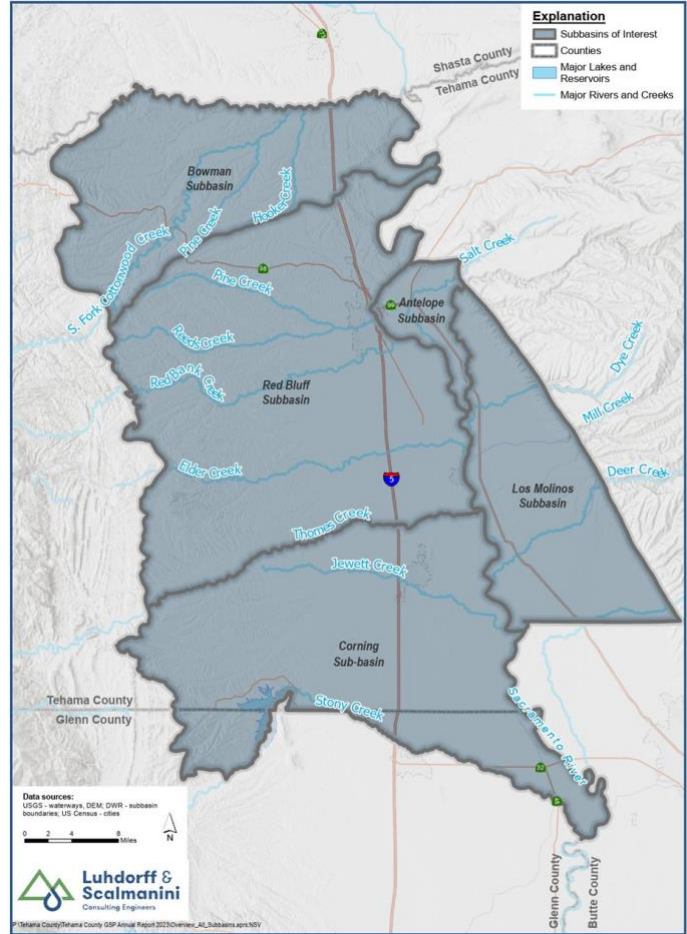 Explanation
Subbasins of Interest
Counties
Major Lakes and
Reservoirs
Major Rivers and Creeks
Shasta County
Tehama County
Bowman
Subbasin
Hooker Creek
Pine Creek
S. Fork Cottonwood Creek
Salt Creek
Pine Creek
Antelope
Subbasin
Reeds Creek
Dye Creek
Red Bank Creek
Red Bluff
Subbasin
Mill Creek
Elder Creek
5
Deer Creek
Los Molinos
Subbasin
Thomes Creek
Jewett Creek
Corning
Sub-basin
Tehama County
Glenn County
Stony Creek
Sacramento River
32
Glenn County
Butte County
Data sources:
USGS - waterways, DEM; DWR - subbasin
boundaries; US Census - cities
0 2 4 8
Miles
N
Luhdorff &
Scalmanini
Consulting Engineers